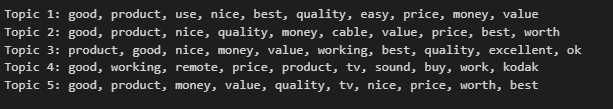 Topic 1: good, product, use, nice, best, quality, easy, price, money, value
Topic 2: good, product, nice, quality, money, cable, value, price, best, worth
Topic 3: product, good, nice, money, value, working, best, quality, excellent, ok
Topic 4: good, working, remote, price, product, tv, sound, buy, work, kodak
Topic 5: good, product, money, value, quality, tv, nice, price, worth, best